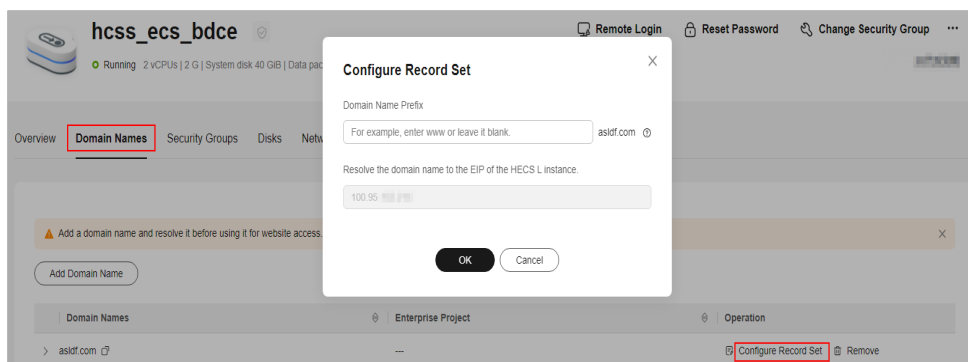 hcss_ecs_bdce
Remote Login
Reset Password
Change Security Group
Running 2 vCPUs | 2 G | System disk 40 GiB | Data pac
Overview
Domain Names
Security Groups
Disks
Netw
Configure Record Set
Domain Name Prefix
For example, enter www or leave it blank.
asldf.com
Resolve the domain name to the EIP of the HECS L instance.
100.95.
OK
Cancel
Add a domain name and resolve it before using it for website access.
Add Domain Name
Domain Names
Enterprise Project
Operation
asldf.com
---
Configure Record Set
Remove